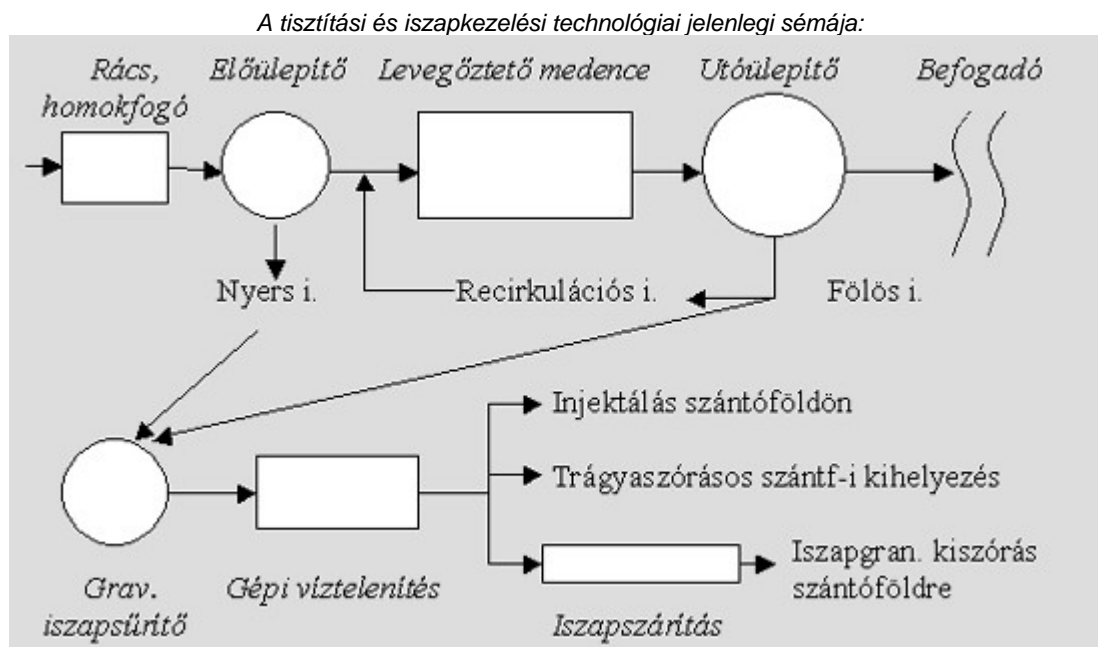 A tisztítási és iszapkezelési technológiai jelenlegi sémája:
Rács,
homokfogó
Előülepítő
Levegőztető medence
Utóülepítő
Befogadó
Nyers i.
Recirkulációs i.
Fölös i.
Injektálás szántóföldön
Trágyaszórásos szántf-i kihelyezés
Iszapgran. kiszórás
szántóföldre
Grav.
iszapsűrítő
Gépi víztelenítés
Iszapszárítás